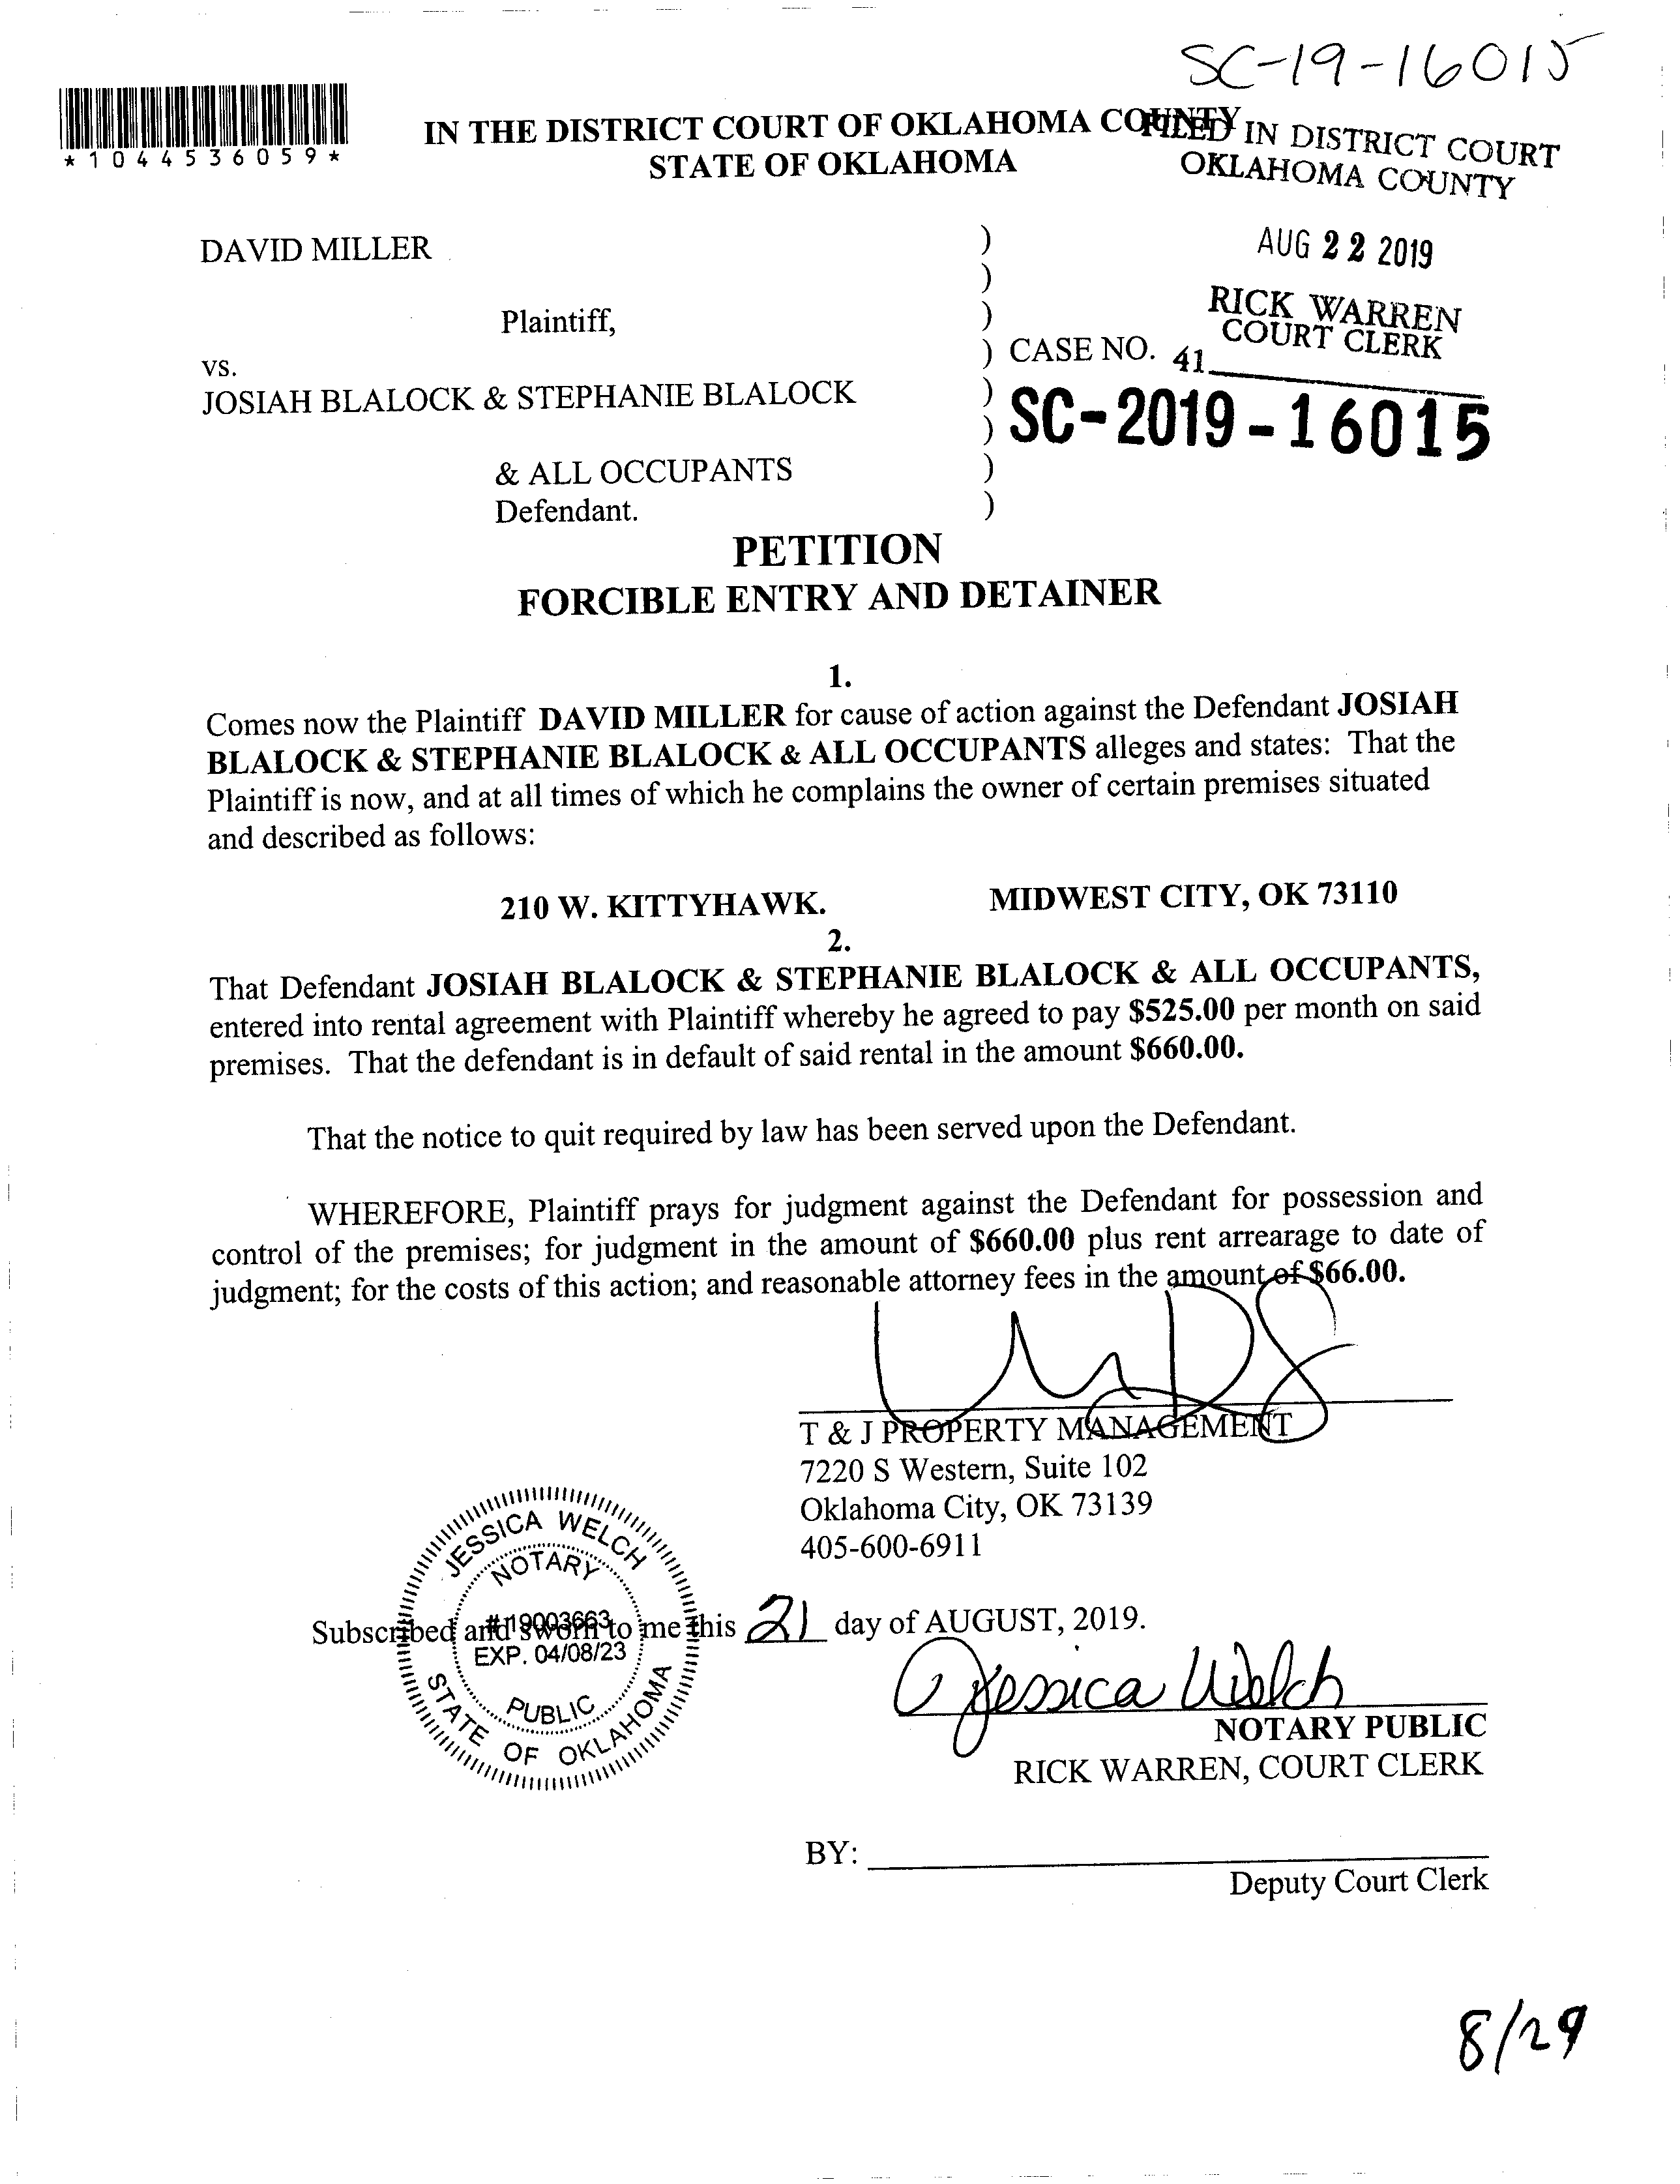 SC-19-16015
*1044536059*
IN THE DISTRICT COURT OF OKLAHOMA COUNTY
STATE OF OKLAHOMA
FILED IN DISTRICT COURT
OKLAHOMA COUNTY
AUG 22 2019
RICK WARREN
COURT CLERK
41
DAVID MILLER )
)
Plaintiff, )
) CASE NO.
vs.
JOSIAH BLALOCK & STEPHANIE BLALOCK )
) SC-2019-16015
& ALL OCCUPANTS )
Defendant. )
PETITION
FORCIBLE ENTRY AND DETAINER
1.
Comes now the Plaintiff DAVID MILLER for cause of action against the Defendant JOSIAH
BLALOCK & STEPHANIE BLALOCK & ALL OCCUPANTS alleges and states: That the
Plaintiff is now, and at all times of which he complains the owner of certain premises situated
and described as follows:
210 W. KITTYHAWK. MIDWEST CITY, OK 73110
2.
That Defendant JOSIAH BLALOCK & STEPHANIE BLALOCK & ALL OCCUPANTS,
entered into rental agreement with Plaintiff whereby he agreed to pay $525.00 per month on said
premises. That the defendant is in default of said rental in the amount $660.00.
That the notice to quit required by law has been served upon the Defendant.
WHEREFORE, Plaintiff prays for judgment against the Defendant for possession and
control of the premises; for judgment in the amount of $660.00 plus rent arrearage to date of
judgment; for the costs of this action; and reasonable attorney fees in the amount of $66.00.
T & J PROPERTY MANAGEMENT
7220 S Western, Suite 102
Oklahoma City, OK 73139
405-600-6911
JESSICA WELCH
NOTARY
#19003663
EXP. 04/08/23
PUBLIC
STATE OF OKLAHOMA
Subscribed and sworn to me this 21 day of AUGUST, 2019.
Jessica Welch
NOTARY PUBLIC
RICK WARREN, COURT CLERK
BY:
Deputy Court Clerk
8/29